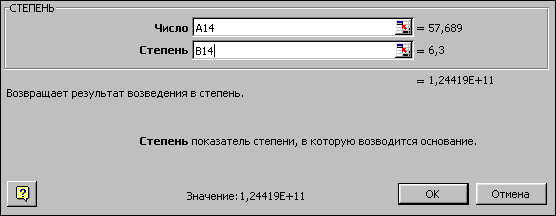 СТЕПЕНЬ
Число A14 = 57,689
Степень B14 = 6,3
= 1,24419E+11
Возвращает результат возведения в степень.
Степень показатель степени, в которую возводится основание.
? Значение:1,24419E+11 ОК Отмена